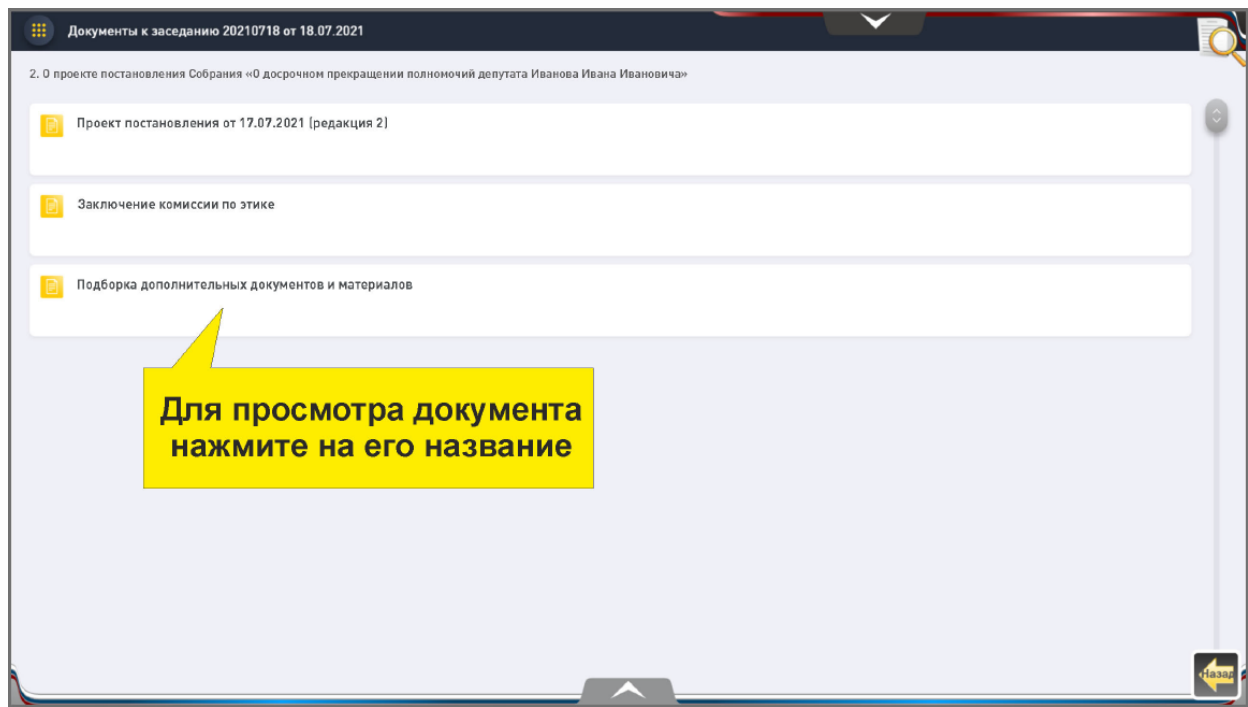 Документы к заседанию 20210718 от 18.07.2021
2. О проекте постановления Собрания «О досрочном прекращении полномочий депутата Иванова Ивана Ивановича»
Проект постановления от 17.07.2021 (редакция 2)
Заключение комиссии по этике
Подборка дополнительных документов и материалов
Для просмотра документа
нажмите на его название
Назад